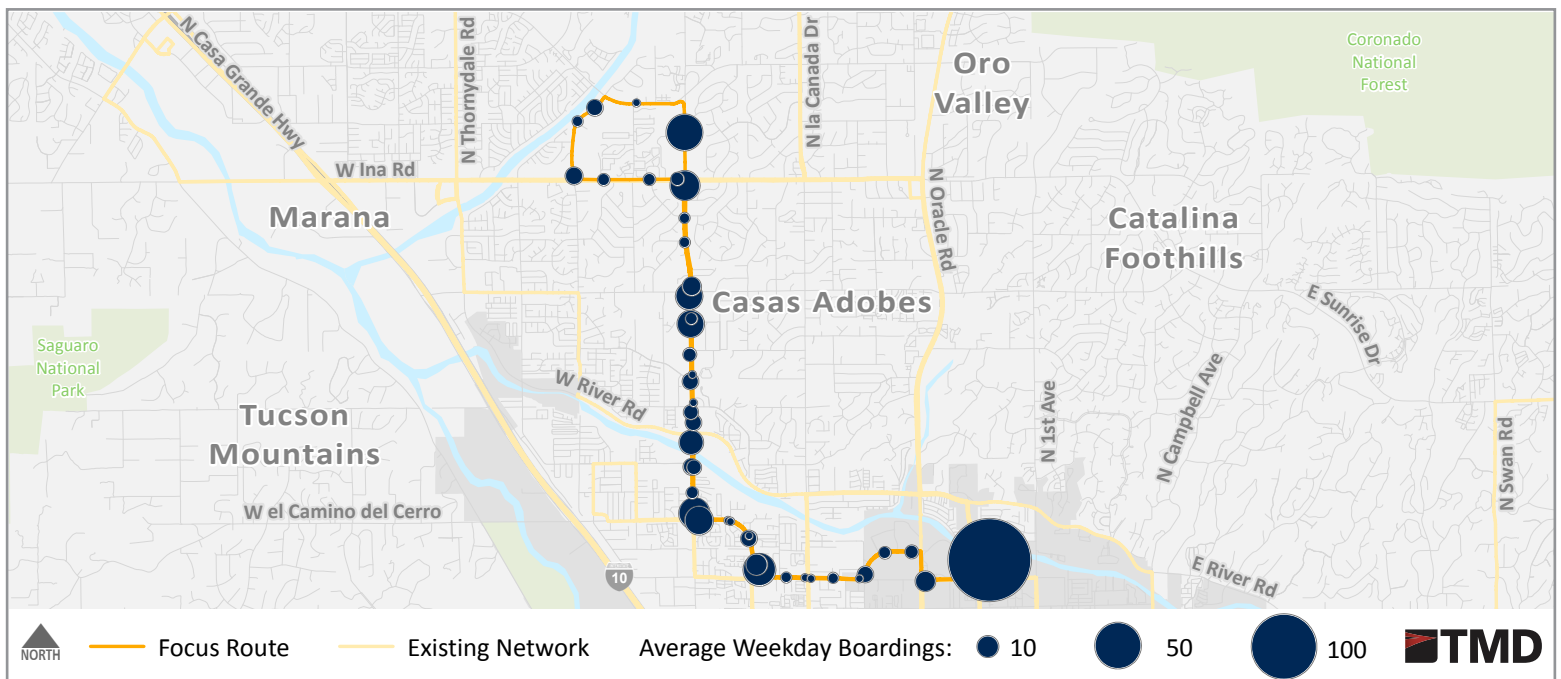 N Casa Grande Hwy
N Thornydale Rd
N la Canada Dr
Oro
Valley
Coronado
National
Forest
W Ina Rd
Marana
N Oracle Rd
Catalina
Foothills
Casas Adobes
E Sunrise Dr
Saguaro
National
Park
W River Rd
Tucson
Mountains
N 1st Ave
N Campbell Ave
N Swan Rd
W el Camino del Cerro
10
E River Rd
NORTH
Focus Route
Existing Network
Average Weekday Boardings:
10
50
100
TMD